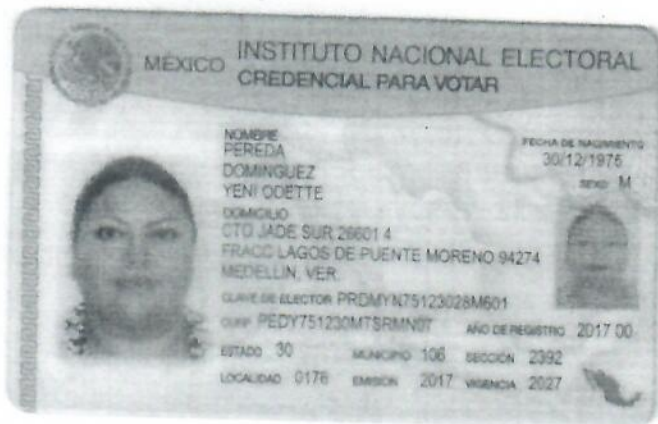 MÉXICO INSTITUTO NACIONAL ELECTORAL
CREDENCIAL PARA VOTAR
NOMBRE
PEREDA
DOMINGUEZ
YENI ODETTE
FECHA DE NACIMIENTO
30/12/1975
SEXO M
DOMICILIO
CTO JADE SUR 26601 4
FRACC LAGOS DE PUENTE MORENO 94274
MEDELLIN, VER.
CLAVE DE ELECTOR PRDMYN75123028M601
CURP PEDY751230MTSRMN07 AÑO DE REGISTRO 2017 00
ESTADO 30 MUNICIPIO 106 SECCIÓN 2392
LOCALIDAD 0176 EMISIÓN 2017 VIGENCIA 2027